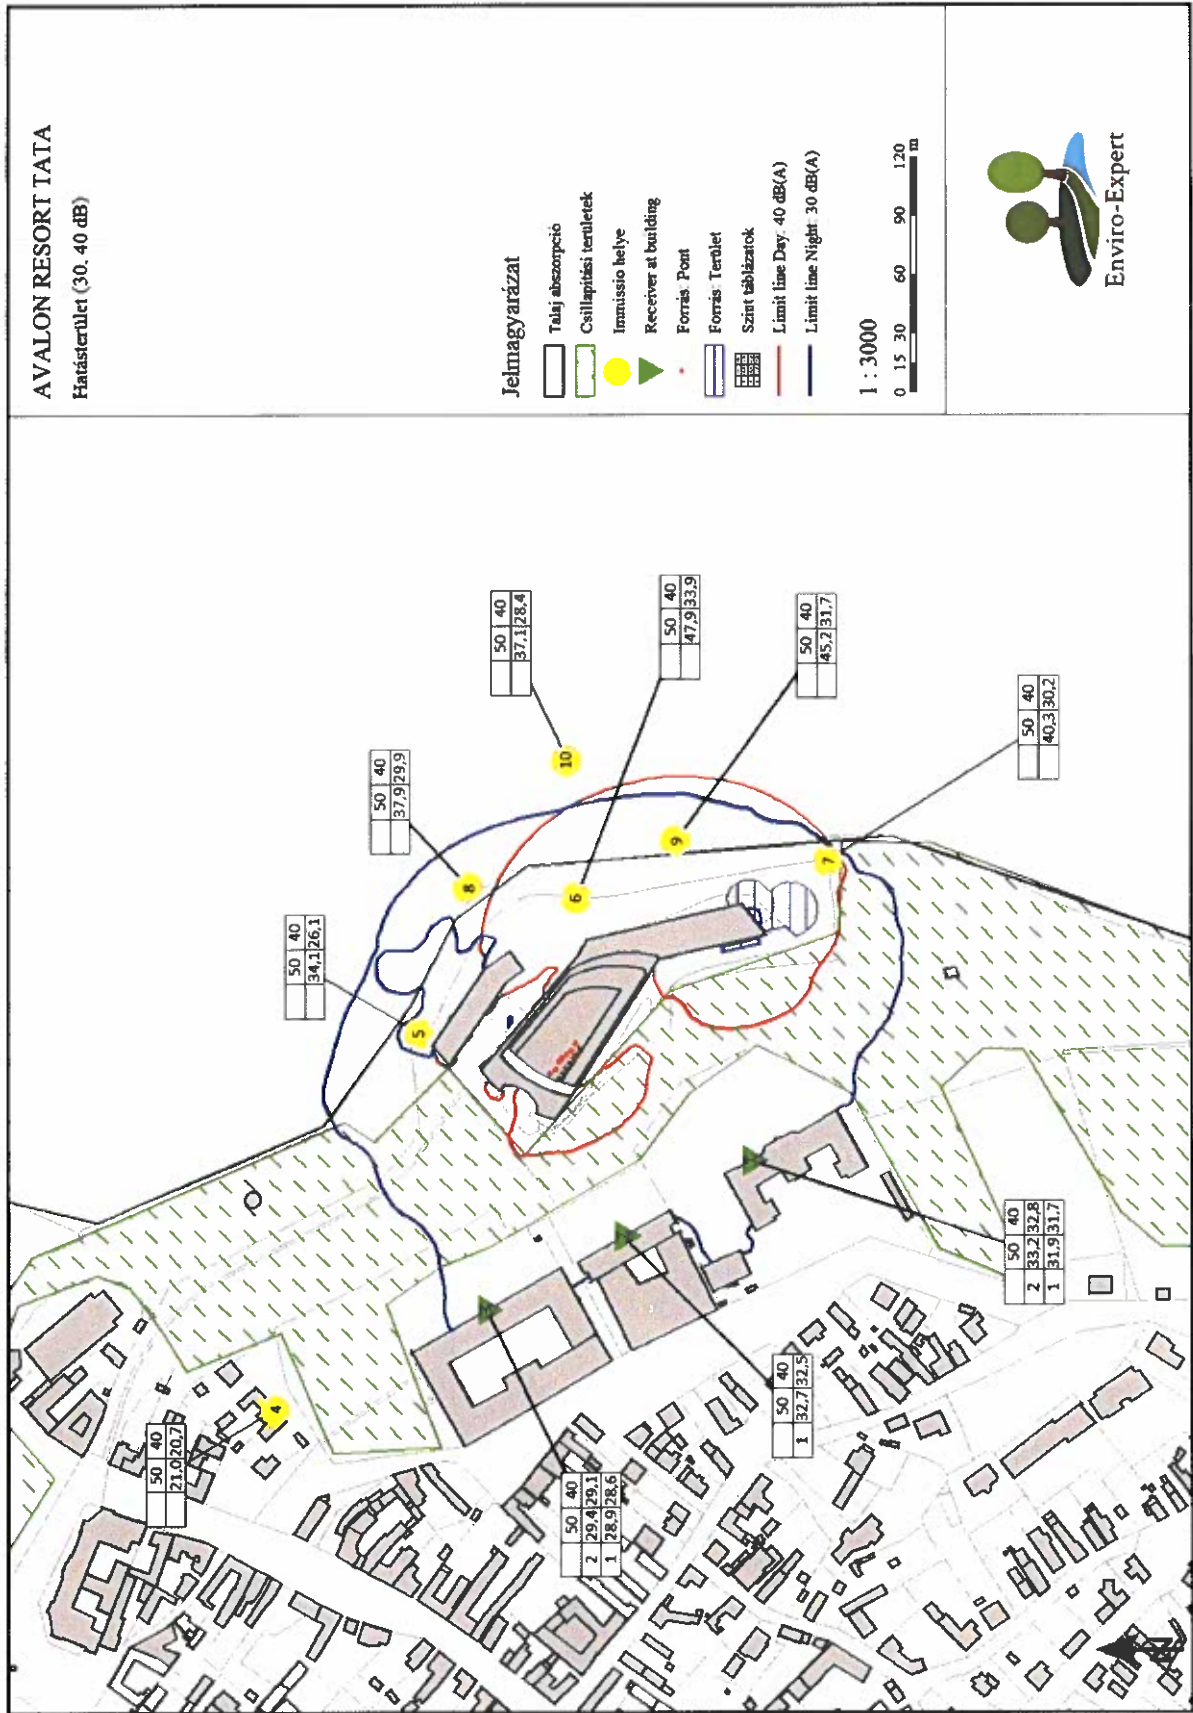 AVALON RESORT TATA
Hatásterület (30. 40 dB)
Jelmagyarázat
Talaj abszorpció
Csillapítási területek
Immissio helye
Receiver at building
Forrás: Pont
Forrás: Terület
Szint táblázatok
Limit line Day: 40 dB(A)
Limit line Night: 30 dB(A)
1 : 3000
0 15 30 60 90 120
m
Enviro-Expert
50 40
21,0 20,7
4
50 40
2 29,4 29,1
1 28,9 28,6
50 40
1 32,7 32,5
50 40
2 33,2 32,8
1 31,9 31,7
50 40
34,1 26,1
5
50 40
37,9 29,9
8
50 40
37,1 28,4
10
50 40
47,9 33,9
6
50 40
45,2 31,7
9
50 40
40,3 30,2
7